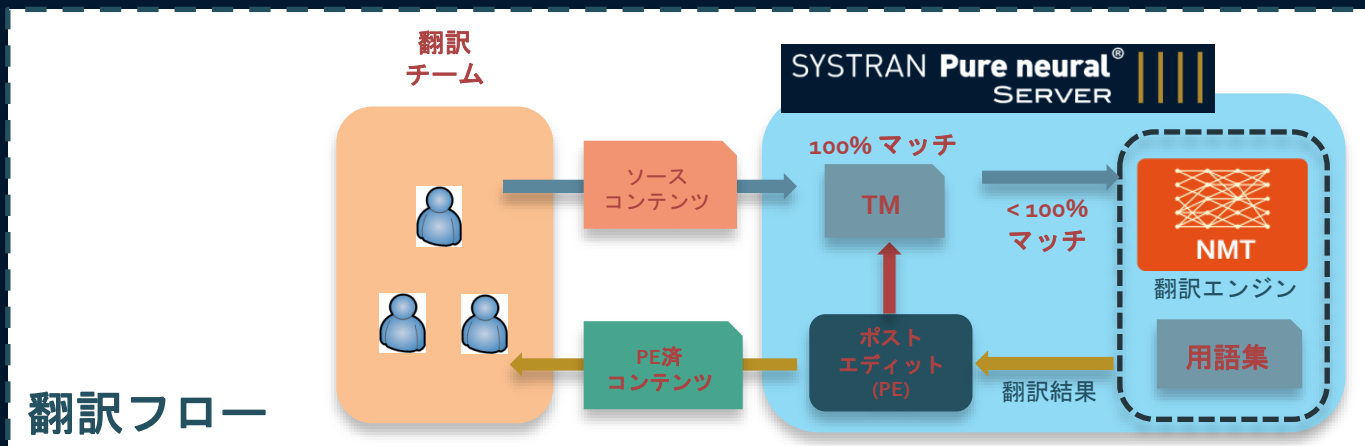 翻訳
チーム
SYSTRAN Pure neural®
SERVER
ソース
コンテンツ
100% マッチ
TM
< 100%
マッチ
NMT
翻訳エンジン
用語集
翻訳結果
ポスト
エディット
(PE)
PE済
コンテンツ
翻訳フロー